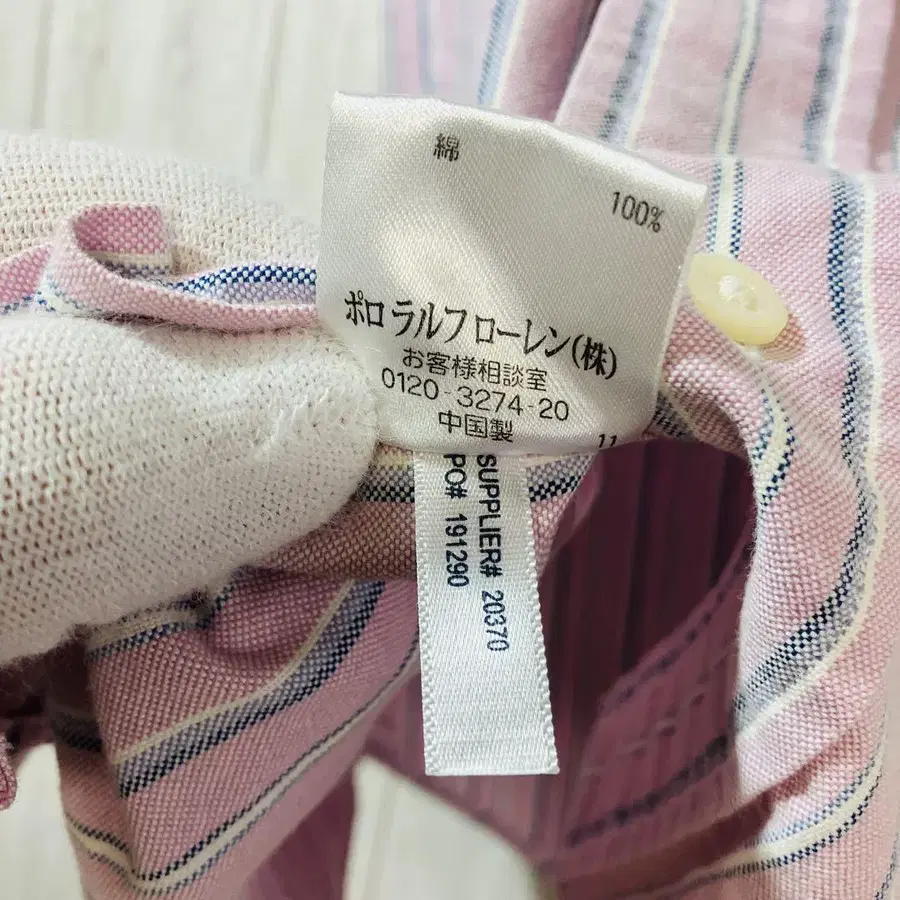 綿
100%
ポロ ラルフ ローレン(株)
お客様相談室
0120-3274-20
中国製
11
SUPPLIER# 20370
PO# 191290